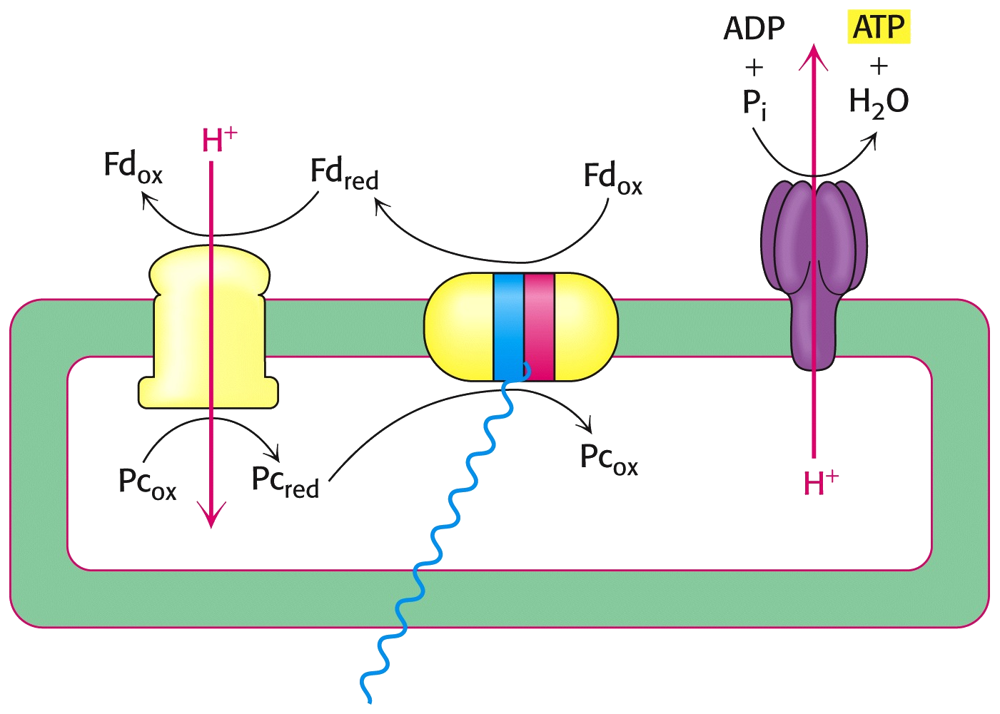 ADP
ATP
+
+
Pi
H2O
H+
Fdox
Fdred
Fdox
Pcox
Pcred
Pcox
H+